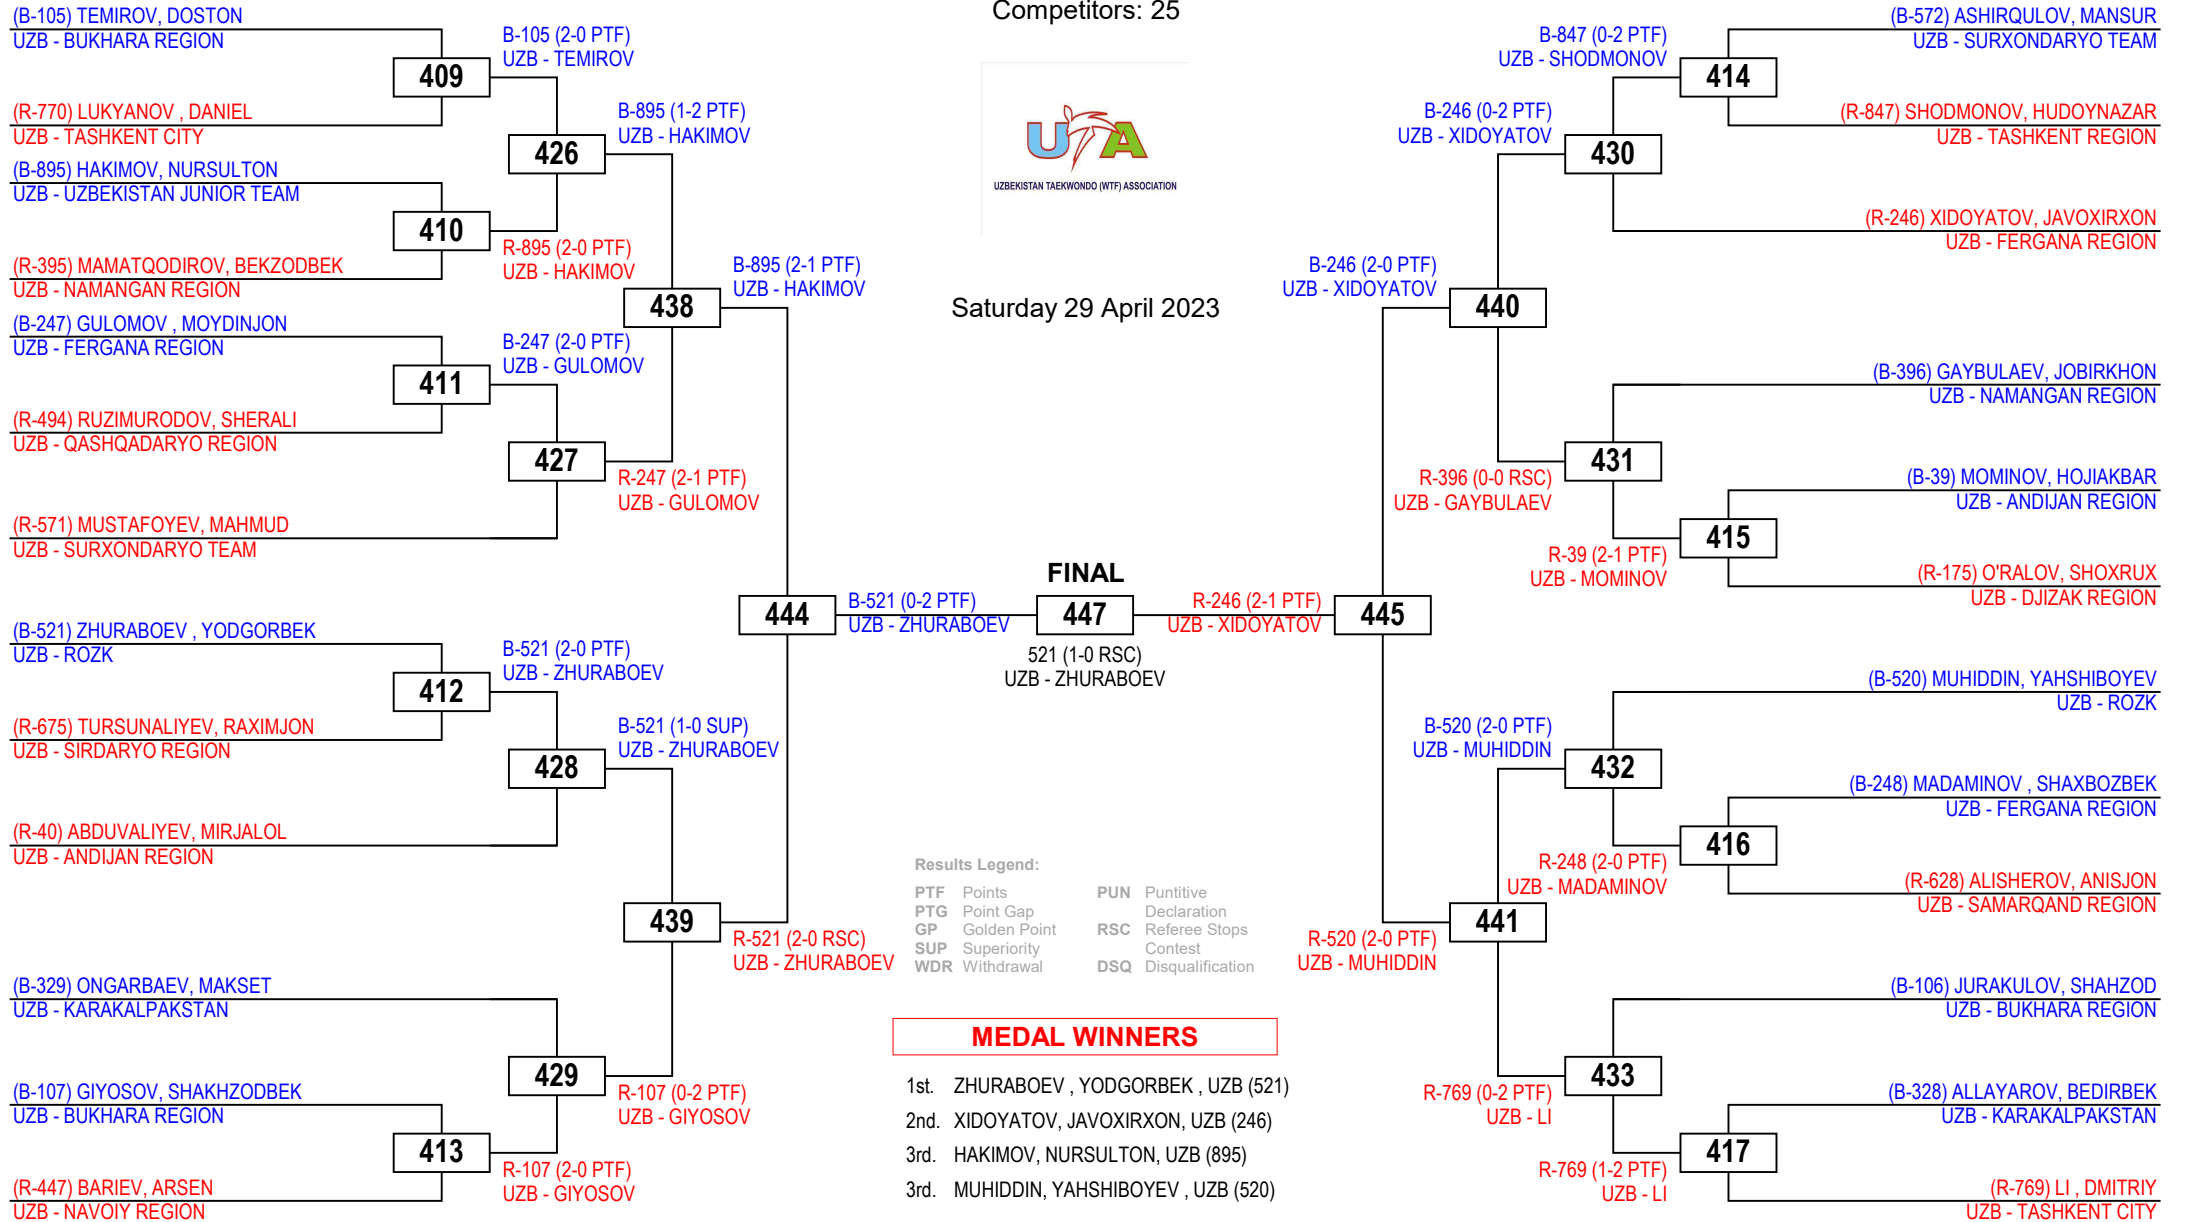 Competitors: 25
UTA
UZBEKISTAN TAEKWONDO (WTF) ASSOCIATION
Saturday 29 April 2023
(B-105) TEMIROV, DOSTON
UZB - BUKHARA REGION
409
(R-770) LUKYANOV , DANIEL
UZB - TASHKENT CITY
(B-895) HAKIMOV, NURSULTON
UZB - UZBEKISTAN JUNIOR TEAM
410
(R-395) MAMATQODIROV, BEKZODBEK
UZB - NAMANGAN REGION
(B-247) GULOMOV , MOYDINJON
UZB - FERGANA REGION
411
(R-494) RUZIMURODOV, SHERALI
UZB - QASHQADARYO REGION
(R-571) MUSTAFOYEV, MAHMUD
UZB - SURXONDARYO TEAM
(B-521) ZHURABOEV , YODGORBEK
UZB - ROZK
412
(R-675) TURSUNALIYEV, RAXIMJON
UZB - SIRDARYO REGION
(R-40) ABDUVALIYEV, MIRJALOL
UZB - ANDIJAN REGION
(B-329) ONGARBAEV, MAKSET
UZB - KARAKALPAKSTAN
(B-107) GIYOSOV, SHAKHZODBEK
UZB - BUKHARA REGION
413
(R-447) BARIEV, ARSEN
UZB - NAVOIY REGION
B-105 (2-0 PTF)
UZB - TEMIROV
426
R-895 (2-0 PTF)
UZB - HAKIMOV
B-247 (2-0 PTF)
UZB - GULOMOV
427
B-521 (2-0 PTF)
UZB - ZHURABOEV
428
429
R-107 (2-0 PTF)
UZB - GIYOSOV
B-895 (1-2 PTF)
UZB - HAKIMOV
438
R-247 (2-1 PTF)
UZB - GULOMOV
B-521 (1-0 SUP)
UZB - ZHURABOEV
439
R-107 (0-2 PTF)
UZB - GIYOSOV
B-895 (2-1 PTF)
UZB - HAKIMOV
444
R-521 (2-0 RSC)
UZB - ZHURABOEV
B-521 (0-2 PTF)
UZB - ZHURABOEV
FINAL
447
521 (1-0 RSC)
UZB - ZHURABOEV
R-246 (2-1 PTF)
UZB - XIDOYATOV
445
B-246 (2-0 PTF)
UZB - XIDOYATOV
R-520 (2-0 PTF)
UZB - MUHIDDIN
B-246 (0-2 PTF)
UZB - XIDOYATOV
440
R-396 (0-0 RSC)
UZB - GAYBULAEV
B-520 (2-0 PTF)
UZB - MUHIDDIN
441
R-769 (0-2 PTF)
UZB - LI
B-847 (0-2 PTF)
UZB - SHODMONOV
430
431
R-39 (2-1 PTF)
UZB - MOMINOV
432
R-248 (2-0 PTF)
UZB - MADAMINOV
433
R-769 (1-2 PTF)
UZB - LI
(B-572) ASHIRQULOV, MANSUR
UZB - SURXONDARYO TEAM
414
(R-847) SHODMONOV, HUDOYNAZAR
UZB - TASHKENT REGION
(R-246) XIDOYATOV, JAVOXIRXON
UZB - FERGANA REGION
(B-396) GAYBULAEV, JOBIRKHON
UZB - NAMANGAN REGION
(B-39) MOMINOV, HOJIAKBAR
UZB - ANDIJAN REGION
415
(R-175) O'RALOV, SHOXRUX
UZB - DJIZAK REGION
(B-520) MUHIDDIN, YAHSHIBOYEV
UZB - ROZK
(B-248) MADAMINOV , SHAXBOZBEK
UZB - FERGANA REGION
416
(R-628) ALISHEROV, ANISJON
UZB - SAMARQAND REGION
(B-106) JURAKULOV, SHAHZOD
UZB - BUKHARA REGION
(B-328) ALLAYAROV, BEDIRBEK
UZB - KARAKALPAKSTAN
417
(R-769) LI , DMITRIY
UZB - TASHKENT CITY
Results Legend:
PTF Points
PTG Point Gap
GP Golden Point
SUP Superiority
WDR Withdrawal
PUN Puntitive
Declaration
RSC Referee Stops
Contest
DSQ Disqualification
MEDAL WINNERS
1st. ZHURABOEV , YODGORBEK , UZB (521)
2nd. XIDOYATOV, JAVOXIRXON, UZB (246)
3rd. HAKIMOV, NURSULTON, UZB (895)
3rd. MUHIDDIN, YAHSHIBOYEV , UZB (520)